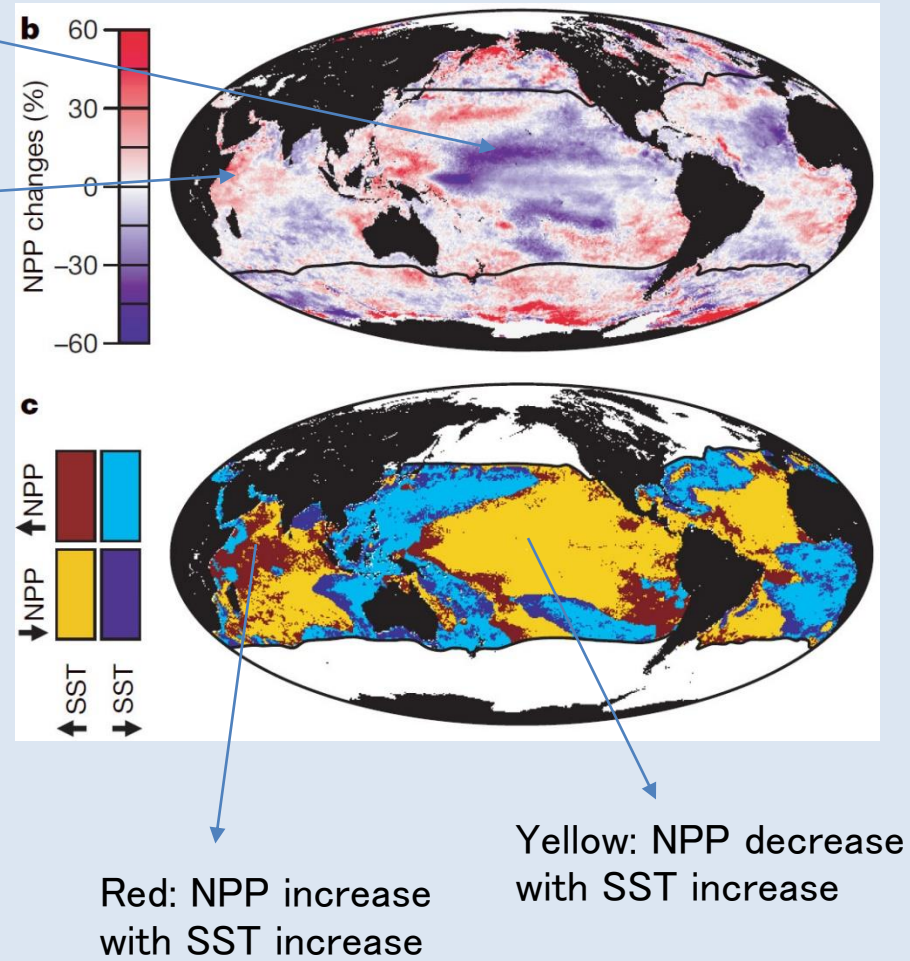 b
60
30
0
−30
−60
NPP changes (%)
c
NPP
NPP
SST
SST
Red: NPP increase
with SST increase
Yellow: NPP decrease
with SST increase